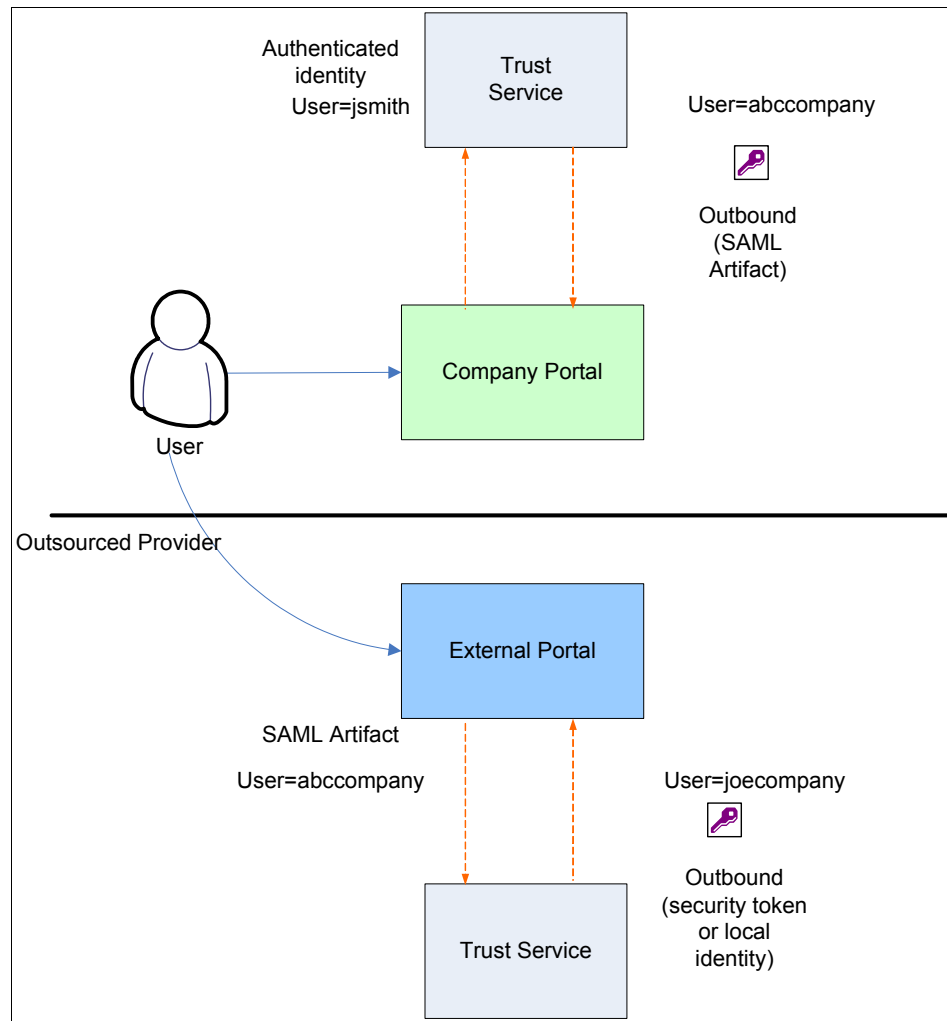 Authenticated
identity
User=jsmith
Trust
Service
User=abccompany
Outbound
(SAML
Artifact)
Company Portal
User
Outsourced Provider
External Portal
SAML Artifact
User=abccompany
User=joecompany
Outbound
(security token
or local
identity)
Trust Service